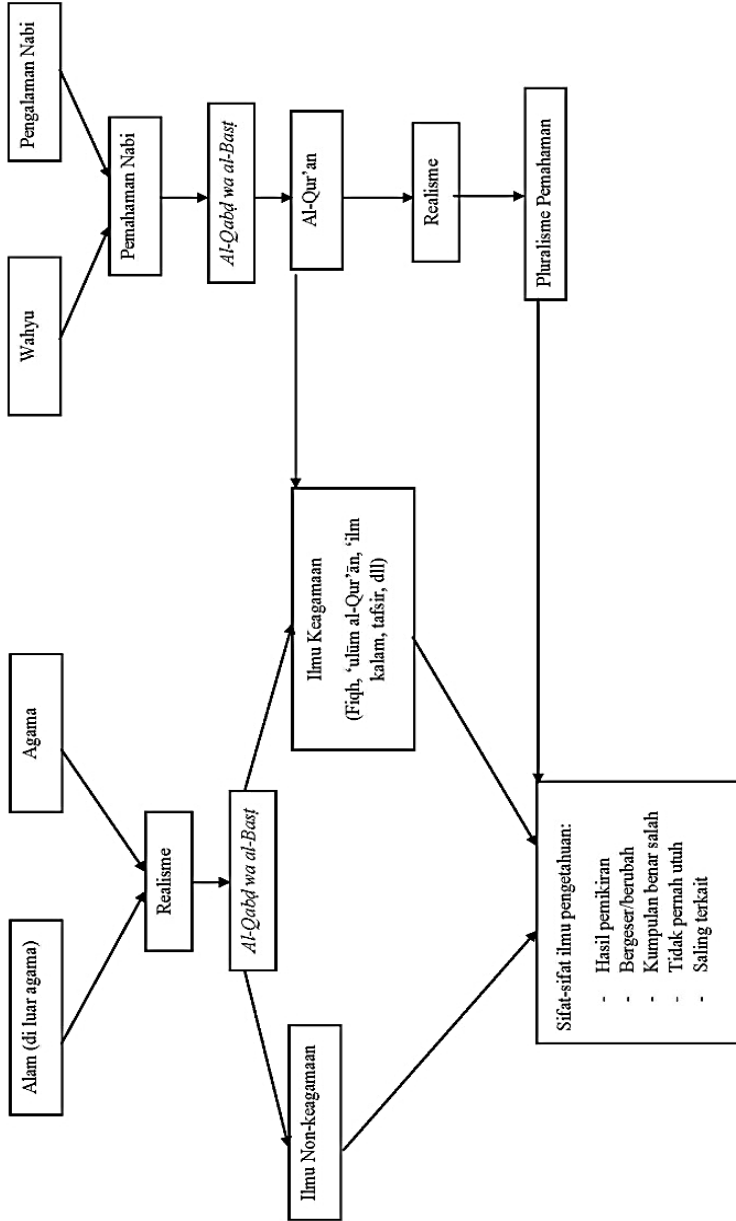 Alam (di luar agama)
Agama
Wahyu
Pengalaman Nabi
Realisme
Pemahaman Nabi
Al-Qabḍ wa al-Basṭ
Al-Qabḍ wa al-Basṭ
Ilmu Non-keagamaan
Ilmu Keagamaan
(Fiqh, ‘ulūm al-Qur’ān, ‘ilm
kalam, tafsir, dll)
Al-Qur’an
Realisme
Pluralisme Pemahaman
Sifat-sifat ilmu pengetahuan:
- Hasil pemikiran
- Bergeser/berubah
- Kumpulan benar salah
- Tidak pernah utuh
- Saling terkait